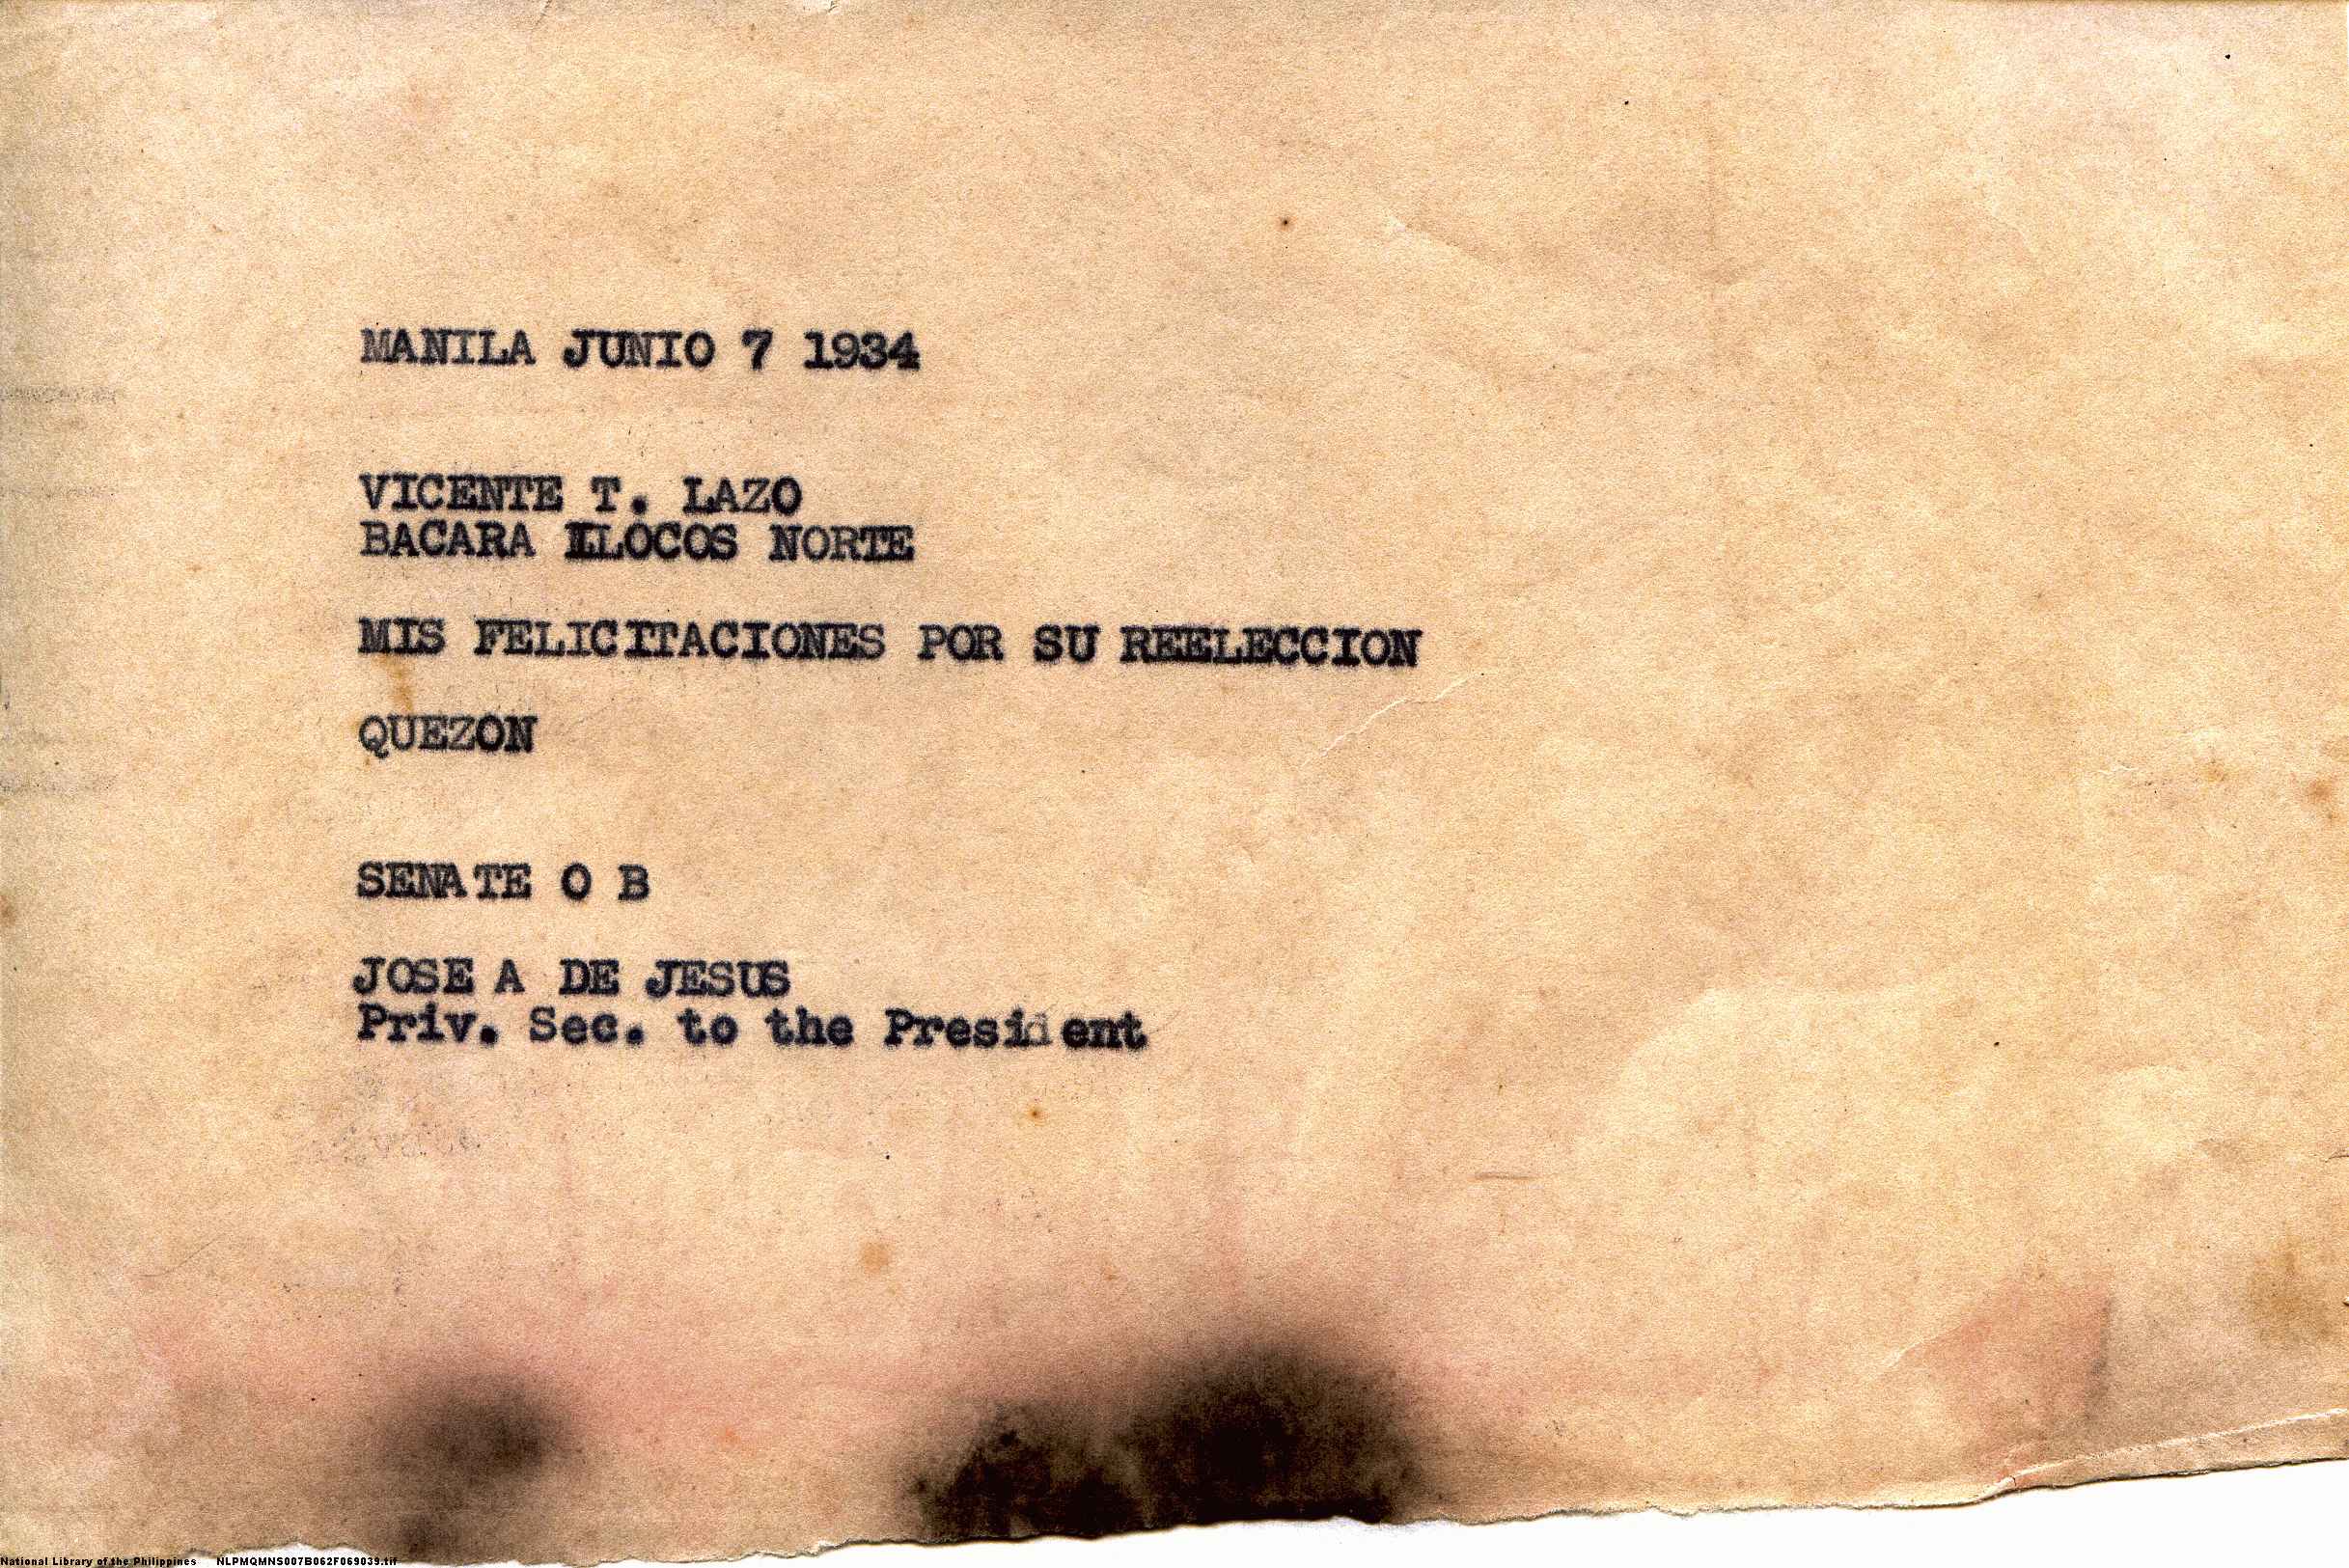 MANILA JUNIO 7 1934
VICENTE T. LAZO
BACARA ILLOCOS NORTE
MIS FELICITACIONES POR SU REELECCION
QUEZON
SENATE O B
JOSE A DE JESUS
Priv. Sec. to the President
National Library of the Philippines NLPMQMNS007B062F069039.tif